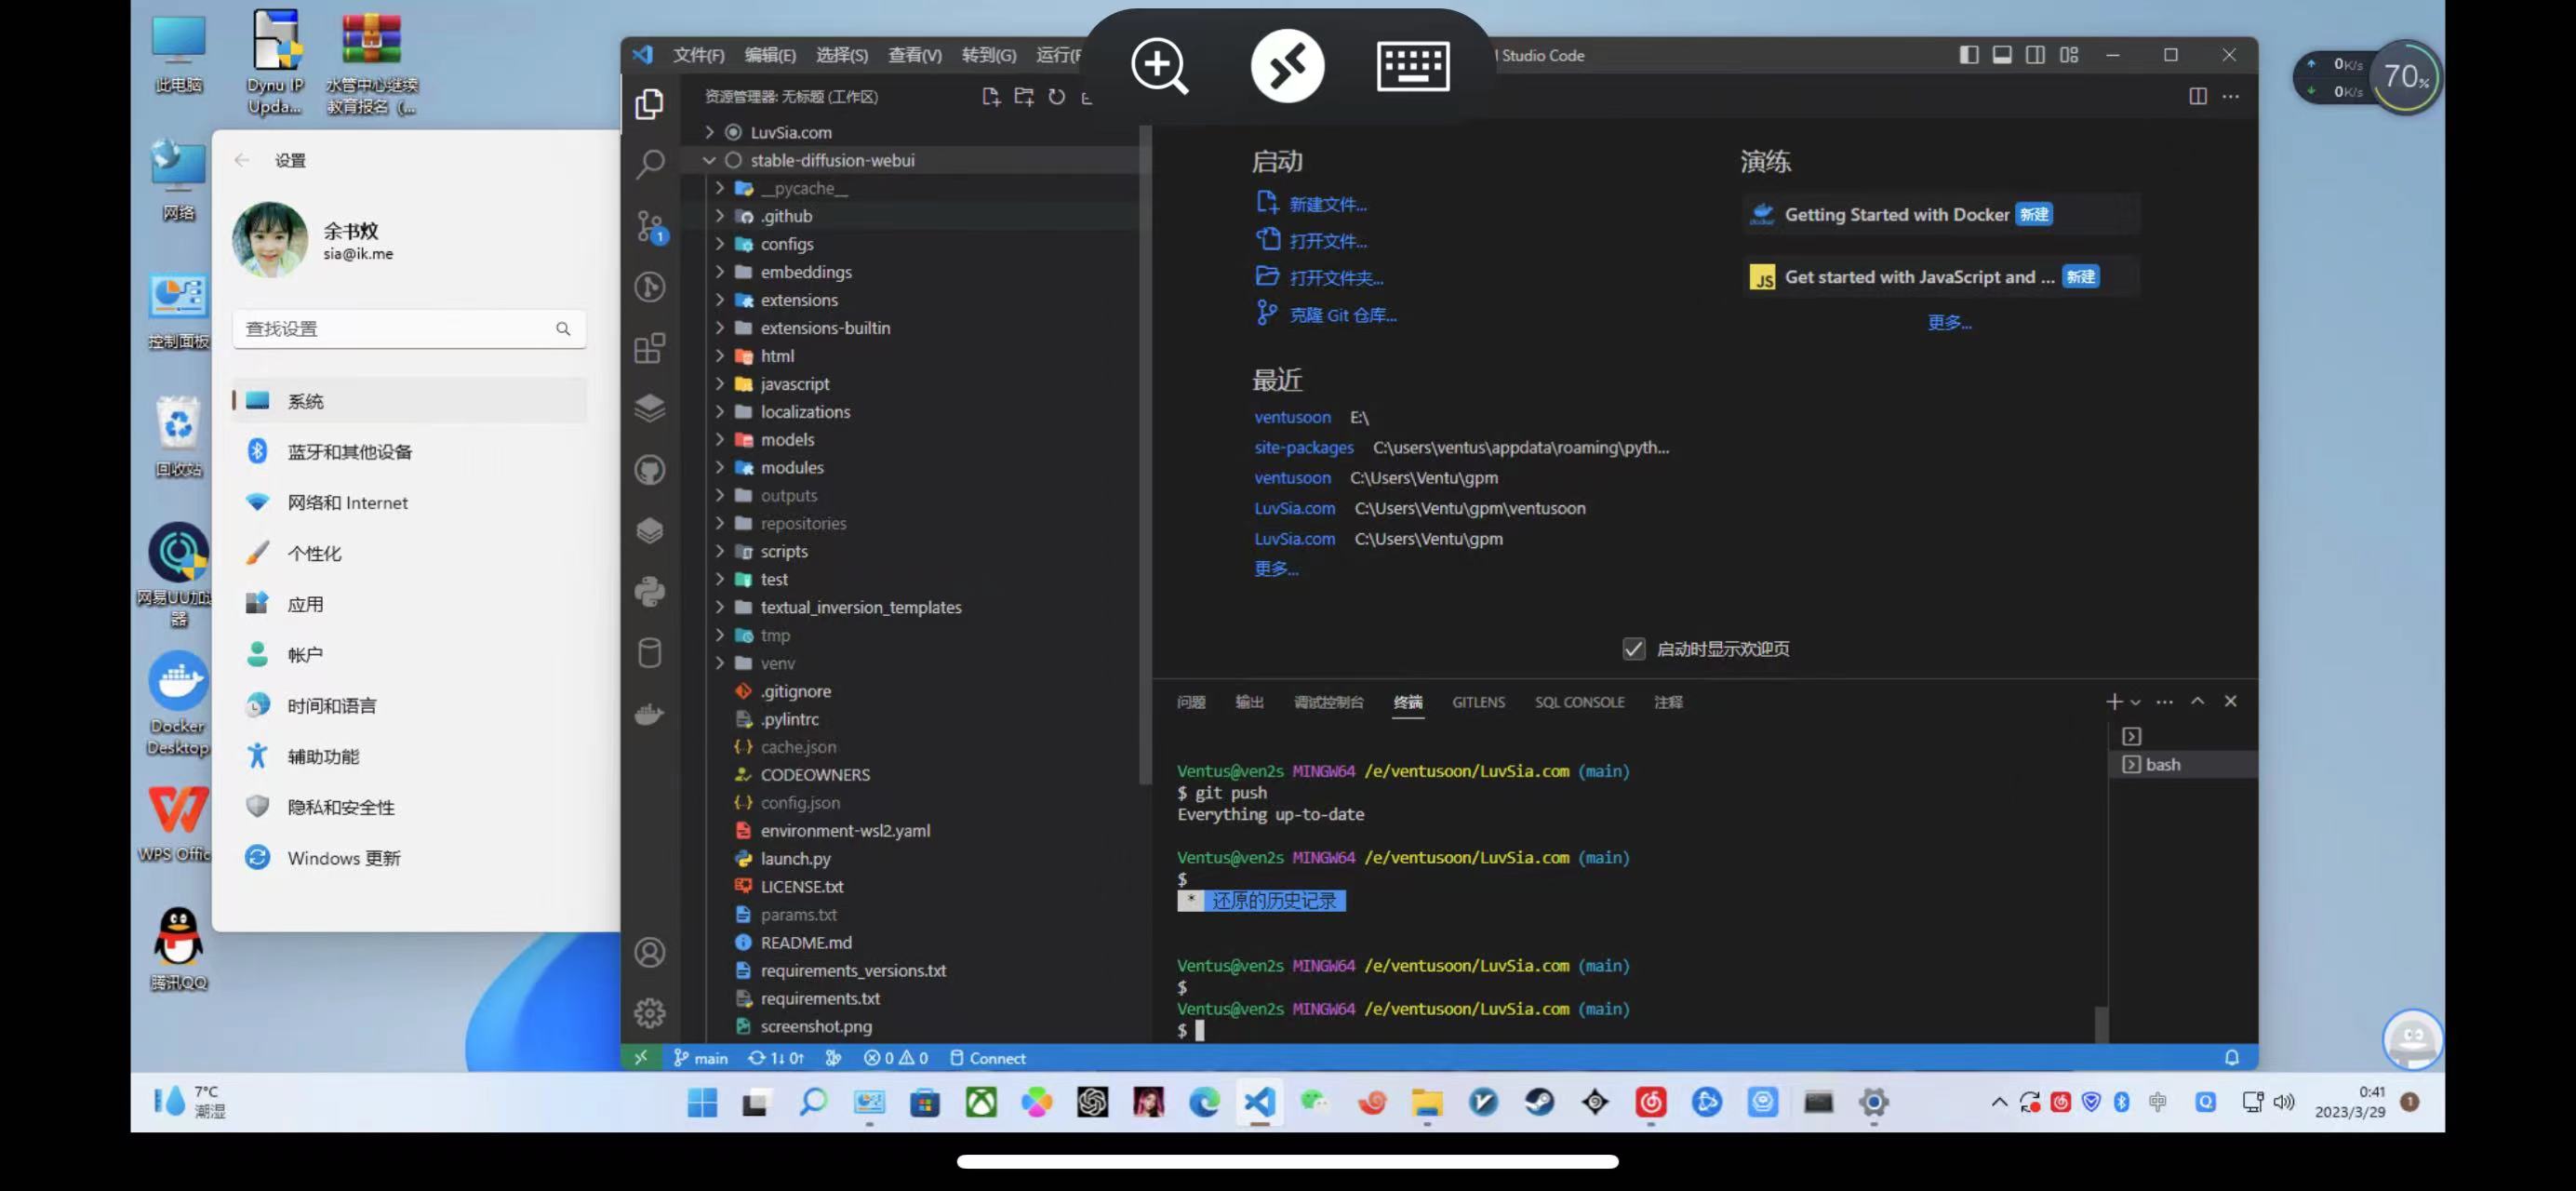 此电脑
Dynu IP
Upda...
水管中心继续
教育报名 (...
网络
控制面板
回收站
网易UU加速
器
Docker
Desktop
WPS Offic
腾讯QQ
设置
sia@ik.me
查找设置
系统
蓝牙和其他设备
网络和 Internet
个性化
应用
帐户
时间和语言
辅助功能
隐私和安全性
Windows 更新
文件(F) 编辑(E) 选择(S) 查看(V) 转到(G) 运行(F
l Studio Code
资源管理器: 无标题 (工作区)
1
LuvSia.com
stable-diffusion-webui
__pycache__
.github
configs
embeddings
extensions
extensions-builtin
html
javascript
localizations
models
modules
outputs
repositories
scripts
test
textual_inversion_templates
tmp
venv
.gitignore
.pylintrc
cache.json
CODEOWNERS
config.json
environment-wsl2.yaml
launch.py
LICENSE.txt
params.txt
README.md
requirements_versions.txt
requirements.txt
screenshot.png
启动
新建文件...
打开文件...
打开文件夹...
克隆 Git 仓库...
最近
ventusoon E:\
site-packages C:\users\ventus\appdata\roaming\pyth...
ventusoon C:\Users\Ventu\gpm
LuvSia.com C:\Users\Ventu\gpm\ventusoon
LuvSia.com C:\Users\Ventu\gpm
更多...
演练
Getting Started with Docker 新建
JS Get started with JavaScript and ... 新建
更多...
启动时显示欢迎页
问题 输出 调试控制台 终端 GITLENS SQL CONSOLE 注释
Ventus@ven2s MINGW64 /e/ventusoon/LuvSia.com (main)
$ git push
Everything up-to-date
Ventus@ven2s MINGW64 /e/ventusoon/LuvSia.com (main)
$
* 还原的历史记录
Ventus@ven2s MINGW64 /e/ventusoon/LuvSia.com (main)
$
Ventus@ven2s MINGW64 /e/ventusoon/LuvSia.com (main)
$
bash
main 1↓ 0↑ 0 0 Connect
0K/s
0K/s
70%
7°C
潮湿
中
0:41
2023/3/29
1